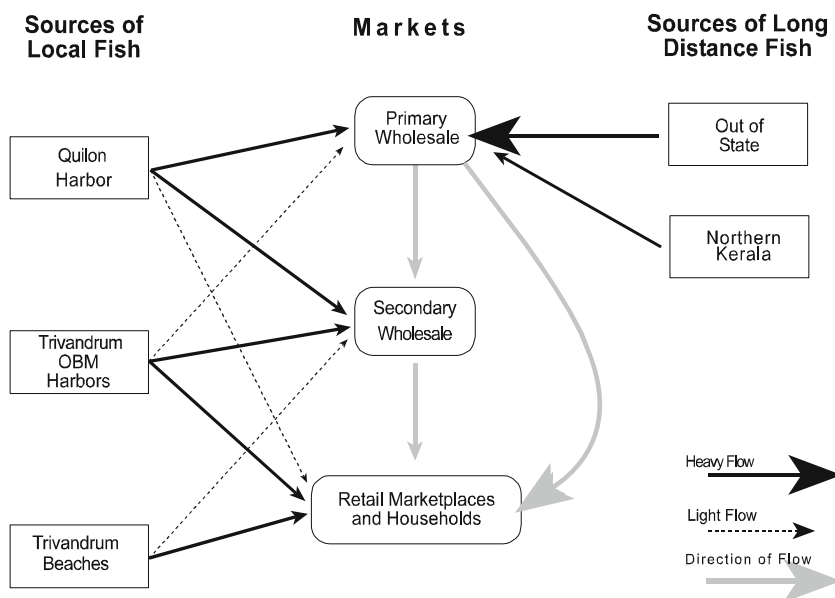 Sources of
Local Fish
Markets
Sources of Long
Distance Fish
Quilon
Harbor
Trivandrum
OBM
Harbors
Trivandrum
Beaches
Primary
Wholesale
Secondary
Wholesale
Retail Marketplaces
and Households
Out of
State
Northern
Kerala
Heavy Flow
Light Flow
Direction of Flow